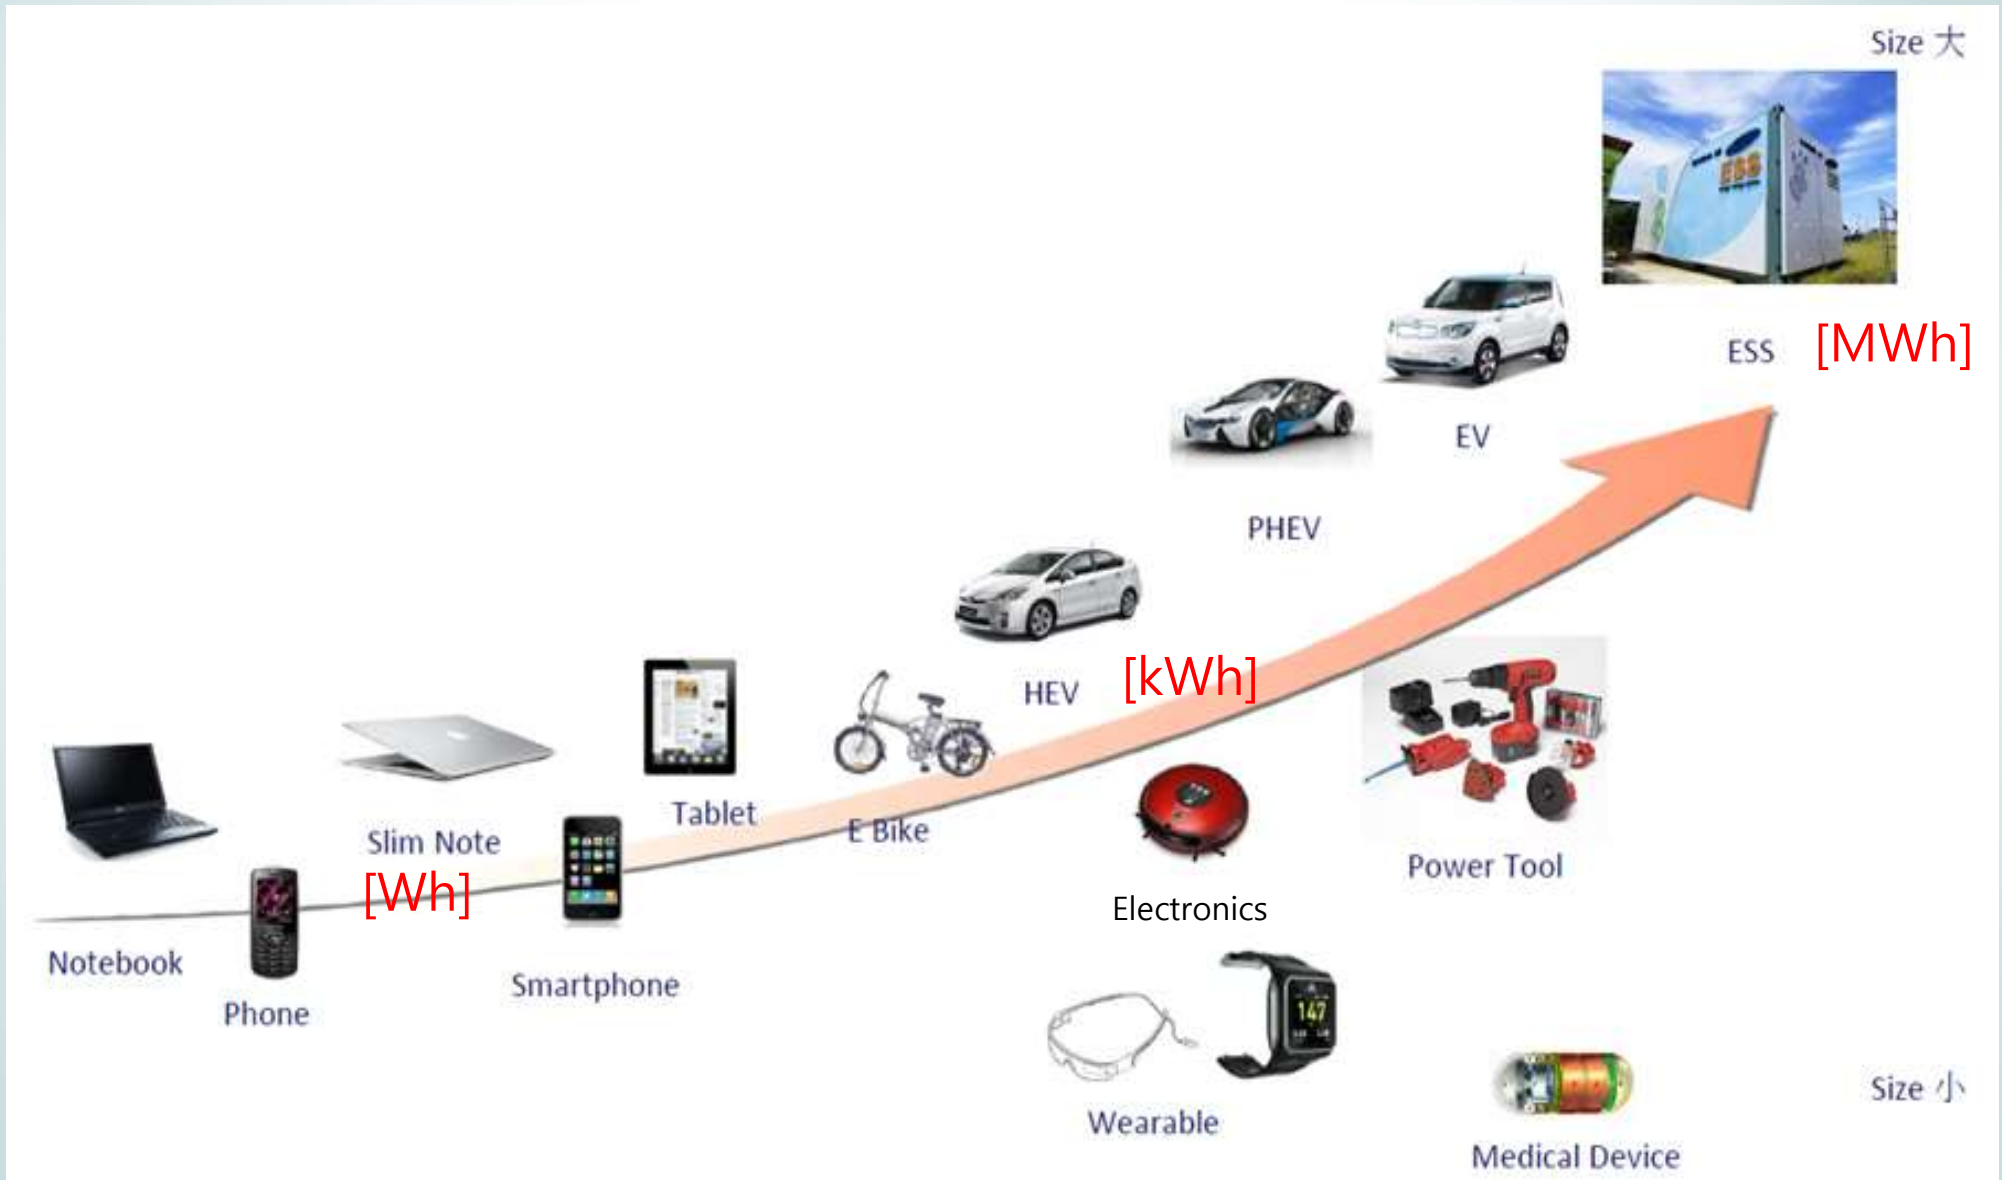 Size 大
ESS
ESS
[MWh]
EV
PHEV
HEV
[kWh]
Tablet
E Bike
Slim Note
[Wh]
Power Tool
Electronics
Notebook
Smartphone
Phone
147
Wearable
Size 小
Medical Device